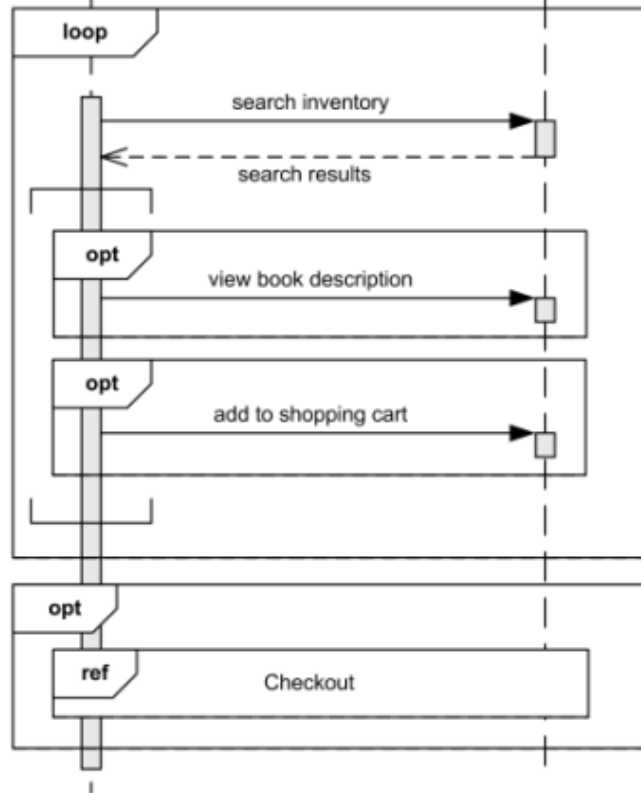 loop
search inventory
search results
opt
view book description
opt
add to shopping cart
opt
ref
Checkout